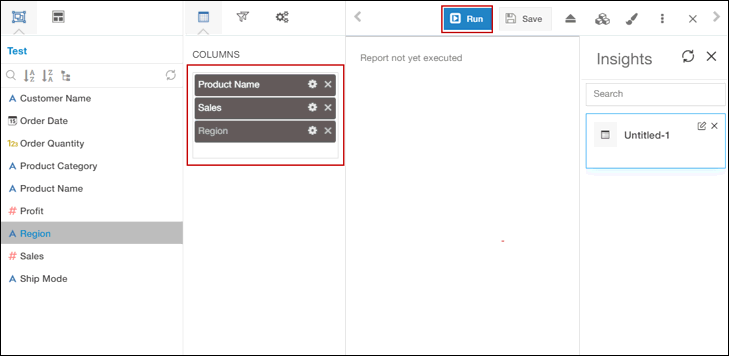 Run
Save
Test
COLUMNS
Report not yet executed
Insights
Search
Customer Name
Order Date
Order Quantity
Product Category
Product Name
Profit
Region
Sales
Ship Mode
Product Name
Sales
Region
Untitled-1